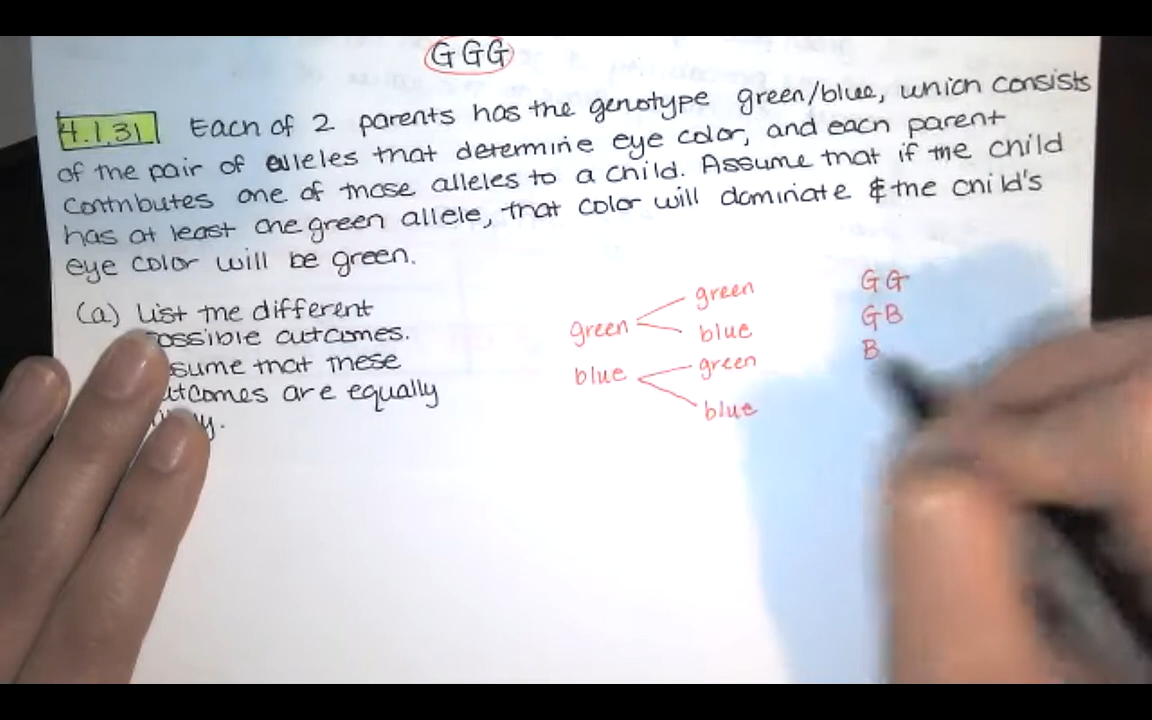 GGG
4.1.31 Each of 2 parents has the genotype green/blue, which consists
of the pair of alleles that determine eye color, and each parent
contributes one of those alleles to a child. Assume that if the child
has at least one green allele, that color will dominate & the child's
eye color will be green.
(a) List the different
possible outcomes.
sume that these
utcomes are equally
y.
green
green
blue
blue
green
blue
GG
GB
B